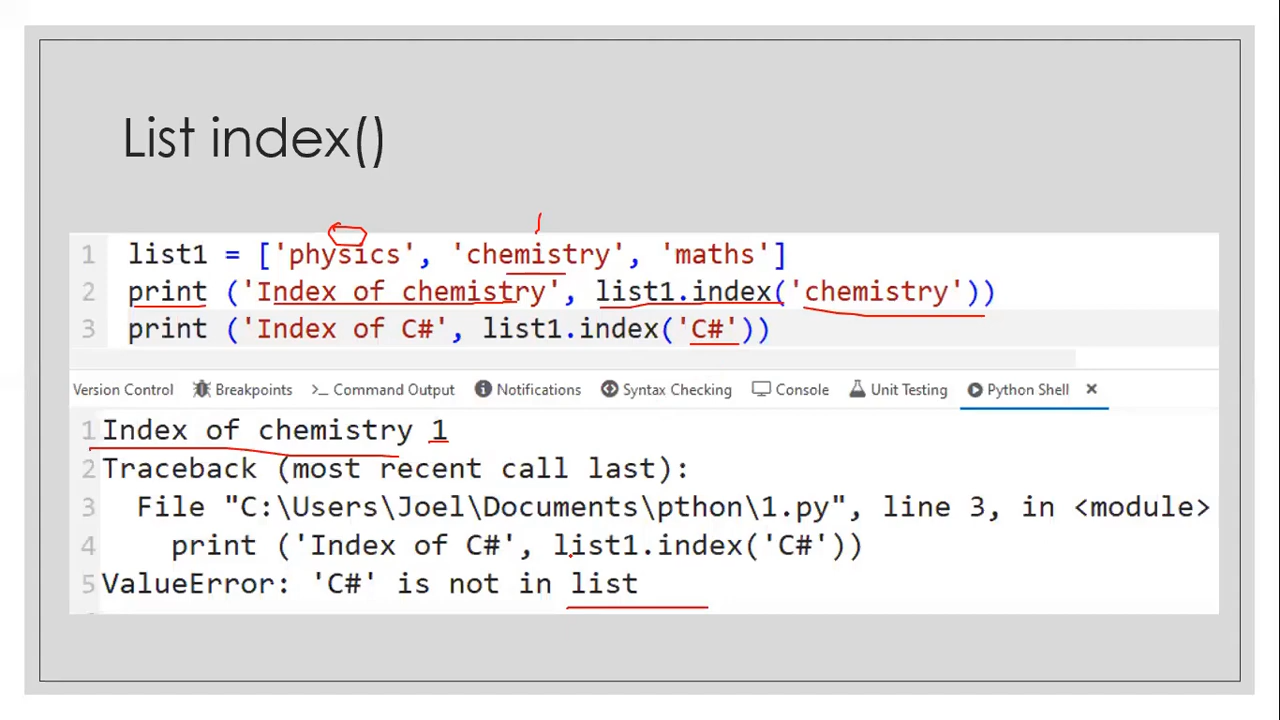 List index()
1 list1 = ['physics', 'chemistry', 'maths']
2 print ('Index of chemistry', list1.index('chemistry'))
3 print ('Index of C#', list1.index('C#'))
Version Control Breakpoints Command Output Notifications Syntax Checking Console Unit Testing Python Shell
1 Index of chemistry 1
2 Traceback (most recent call last):
3 File "C:\Users\Joel\Documents\pthon\1.py", line 3, in <module>
4 print ('Index of C#', list1.index('C#'))
5 ValueError: 'C#' is not in list